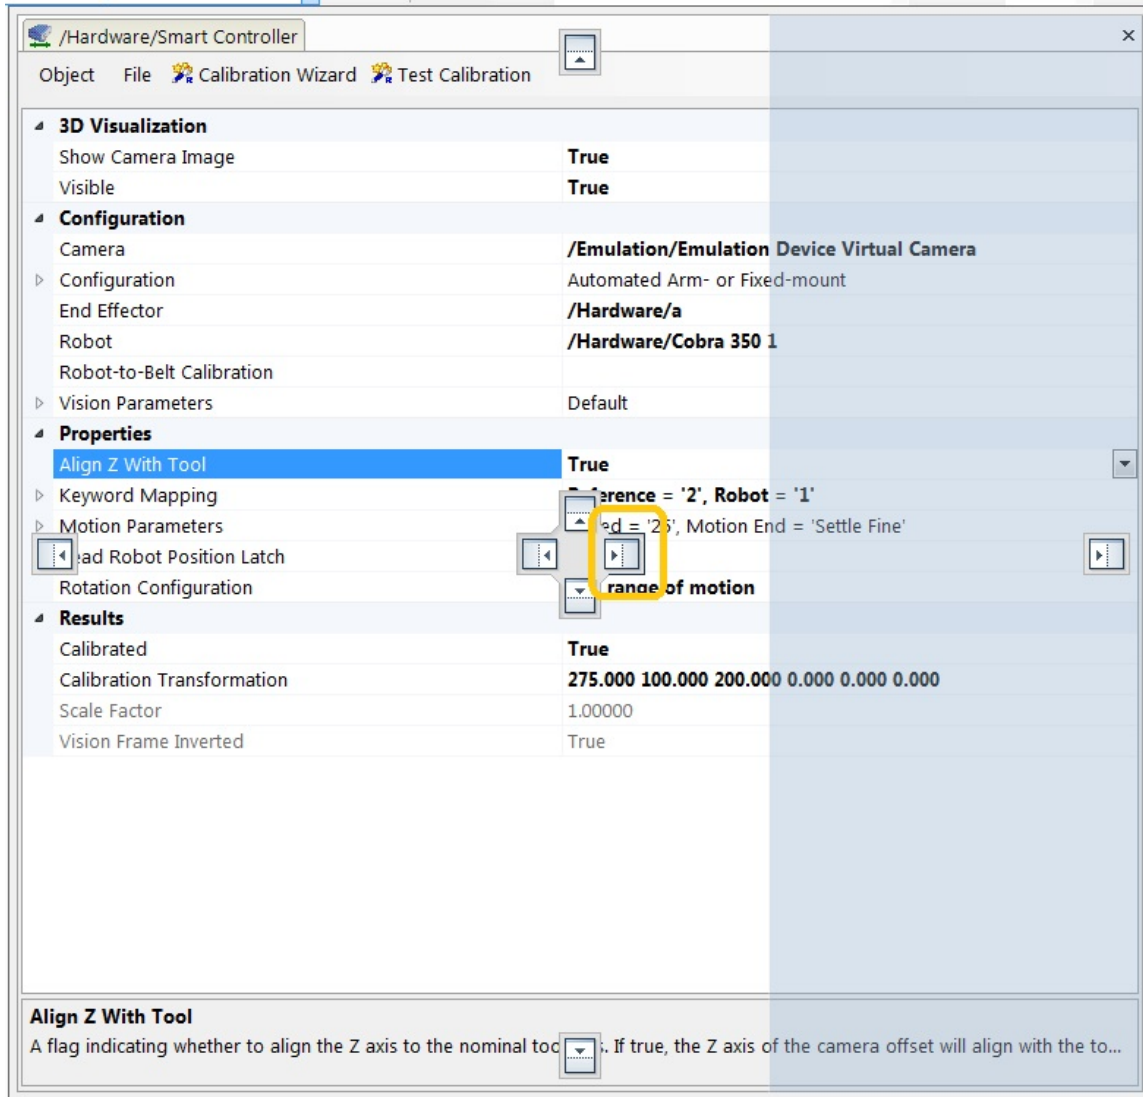 /Hardware/Smart Controller
Object File Calibration Wizard Test Calibration
3D Visualization
Show Camera Image True
Visible True
Configuration
Camera /Emulation/Emulation Device Virtual Camera
Configuration Automated Arm- or Fixed-mount
End Effector /Hardware/a
Robot /Hardware/Cobra 350 1
Robot-to-Belt Calibration
Vision Parameters Default
Properties
Align Z With Tool True
Keyword Mapping = '2', Robot = '1'
Motion Parameters Motion End = 'Settle Fine'
Robot Position Latch
Rotation Configuration range of motion
Results
Calibrated True
Calibration Transformation 275.000 100.000 200.000 0.000 0.000 0.000
Scale Factor 1.00000
Vision Frame Inverted True
Align Z With Tool
A flag indicating whether to align the Z axis to the nominal If true, the Z axis of the camera offset will align with the to...